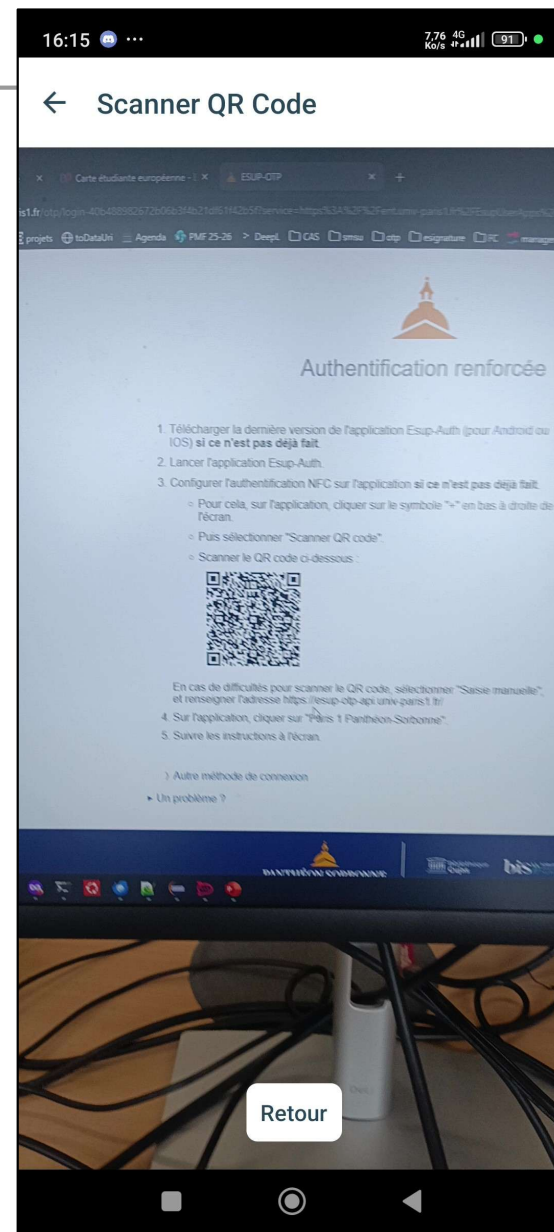 16:15 ...
7,76 Ko/s 4G 91
← Scanner QR Code
Carte étudiante européenne - × ESUP-OTP × +
projets toDataUri Agenda PMF 25-26 > DeepL CAS smsu otp esignature FC
Authentification renforcée
1. Télécharger la dernière version de l'application Esup-Auth (pour Android ou
IOS) si ce n'est pas déjà fait.
2. Lancer l'application Esup-Auth.
3. Configurer l'authentification NFC sur l'application si ce n'est pas déjà fait.
Pour cela, sur l'application, cliquer sur le symbole "+" en bas à droite de
l'écran.
Puis sélectionner "Scanner QR code".
Scanner le QR code ci-dessous :
En cas de difficultés pour scanner le QR code, sélectionner "Saisie manuelle",
et renseigner l'adresse https://esup-otp-api.univ-paris1.fr/
4. Sur l'application, cliquer sur "Paris 1 Panthéon-Sorbonne".
5. Suivre les instructions à l'écran.
Autre méthode de connexion
Un problème ?
PANTHÉON SORBONNE
bis
Retour